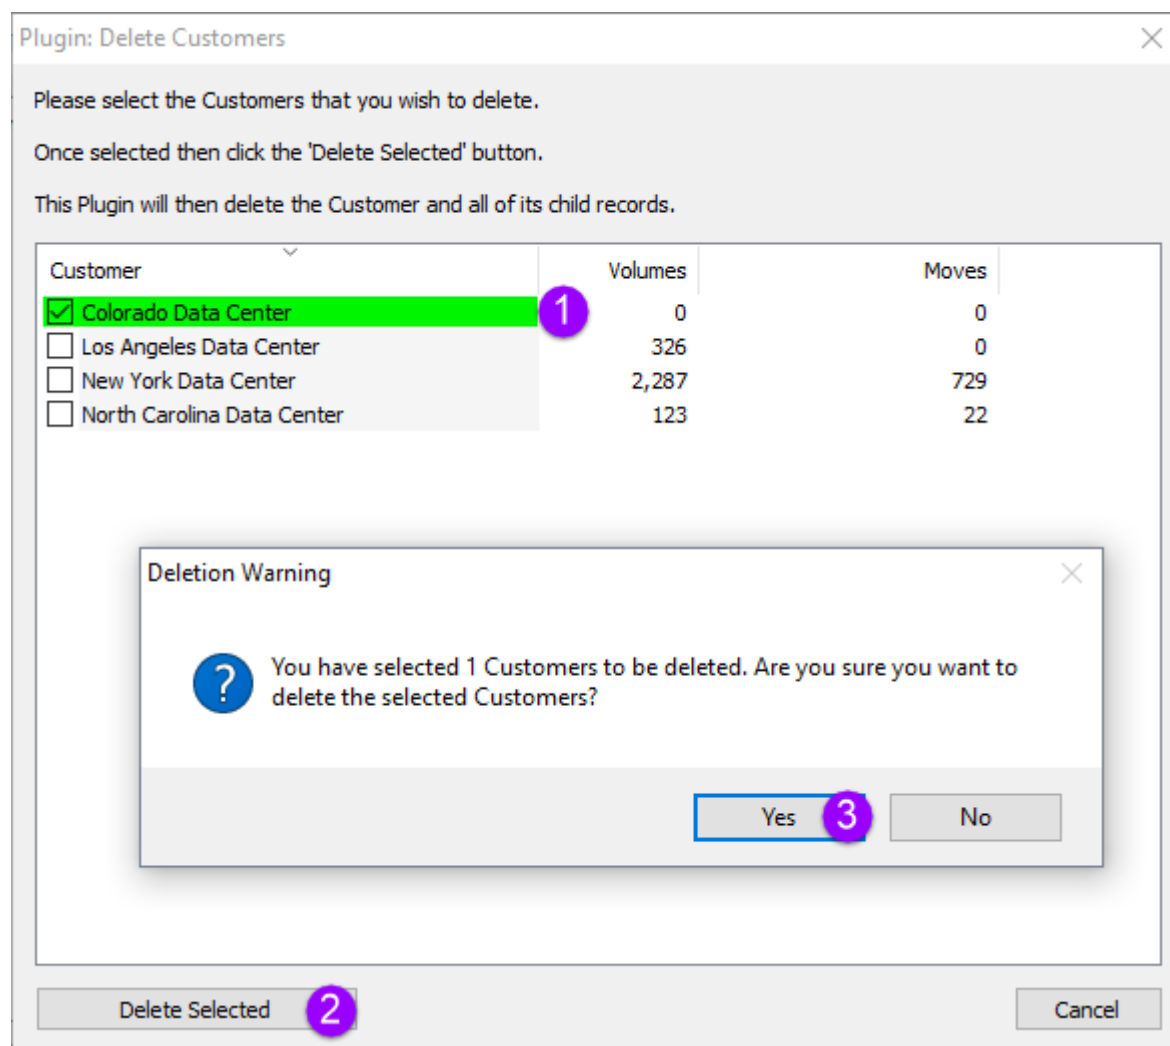 Plugin: Delete Customers
Please select the Customers that you wish to delete.
Once selected then click the 'Delete Selected' button.
This Plugin will then delete the Customer and all of its child records.
Customer Volumes Moves
Colorado Data Center 1 0 0
Los Angeles Data Center 326 0
New York Data Center 2,287 729
North Carolina Data Center 123 22
Deletion Warning
? You have selected 1 Customers to be deleted. Are you sure you want to
delete the selected Customers?
Yes 3 No
Delete Selected 2 Cancel